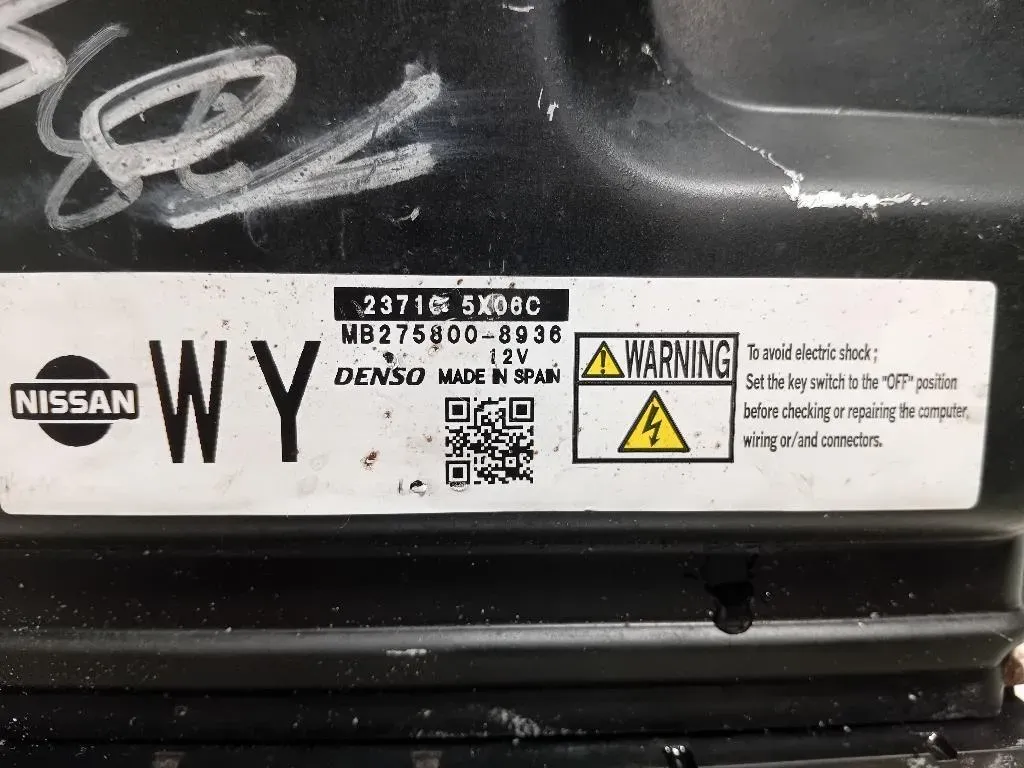 5X06C
MB275800-8936
12V
DENSO MADE IN SPAIN
NISSAN
WY
WARNING
To avoid electric shock;
Set the key switch to the "OFF" position
before checking or repairing the computer,
wiring or/and connectors.